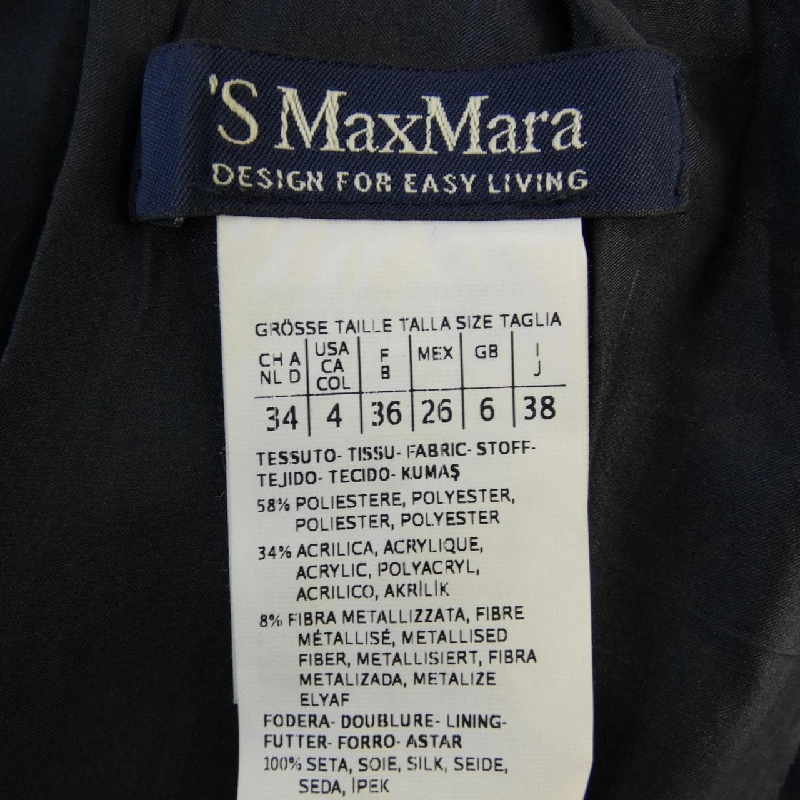 'S MaxMara
DESIGN FOR EASY LIVING
GRÖSSE TAILLE TALLA SIZE TAGLIA
CH A NL D USA CA COL F B MEX GB I J
34 4 36 26 6 38
TESSUTO- TISSU- FABRIC- STOFF-
TEJIDO- TECIDO- KUMAŞ
58% POLIESTERE, POLYESTER,
POLIESTER, POLYESTER
34% ACRILICA, ACRYLIQUE,
ACRYLIC, POLYACRYL,
ACRILICO, AKRİLİK
8% FIBRA METALLIZZATA, FIBRE
MÉTALLISÉ, METALLISED
FIBER, METALLISIERT, FIBRA
METALIZADA, METALIZE
ELYAF
FODERA- DOUBLURE- LINING-
FUTTER- FORRO- ASTAR
100% SETA, SOIE, SILK, SEIDE,
SEDA, İPEK